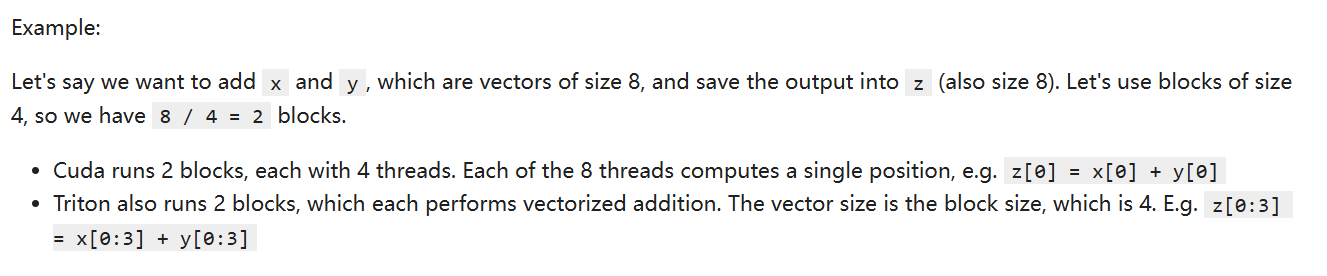 Example:
Let's say we want to add x and y , which are vectors of size 8, and save the output into z (also size 8). Let's use blocks of size
4, so we have 8 / 4 = 2 blocks.
• Cuda runs 2 blocks, each with 4 threads. Each of the 8 threads computes a single position, e.g. z[0] = x[0] + y[0]
• Triton also runs 2 blocks, which each performs vectorized addition. The vector size is the block size, which is 4. E.g. z[0:3]
= x[0:3] + y[0:3]